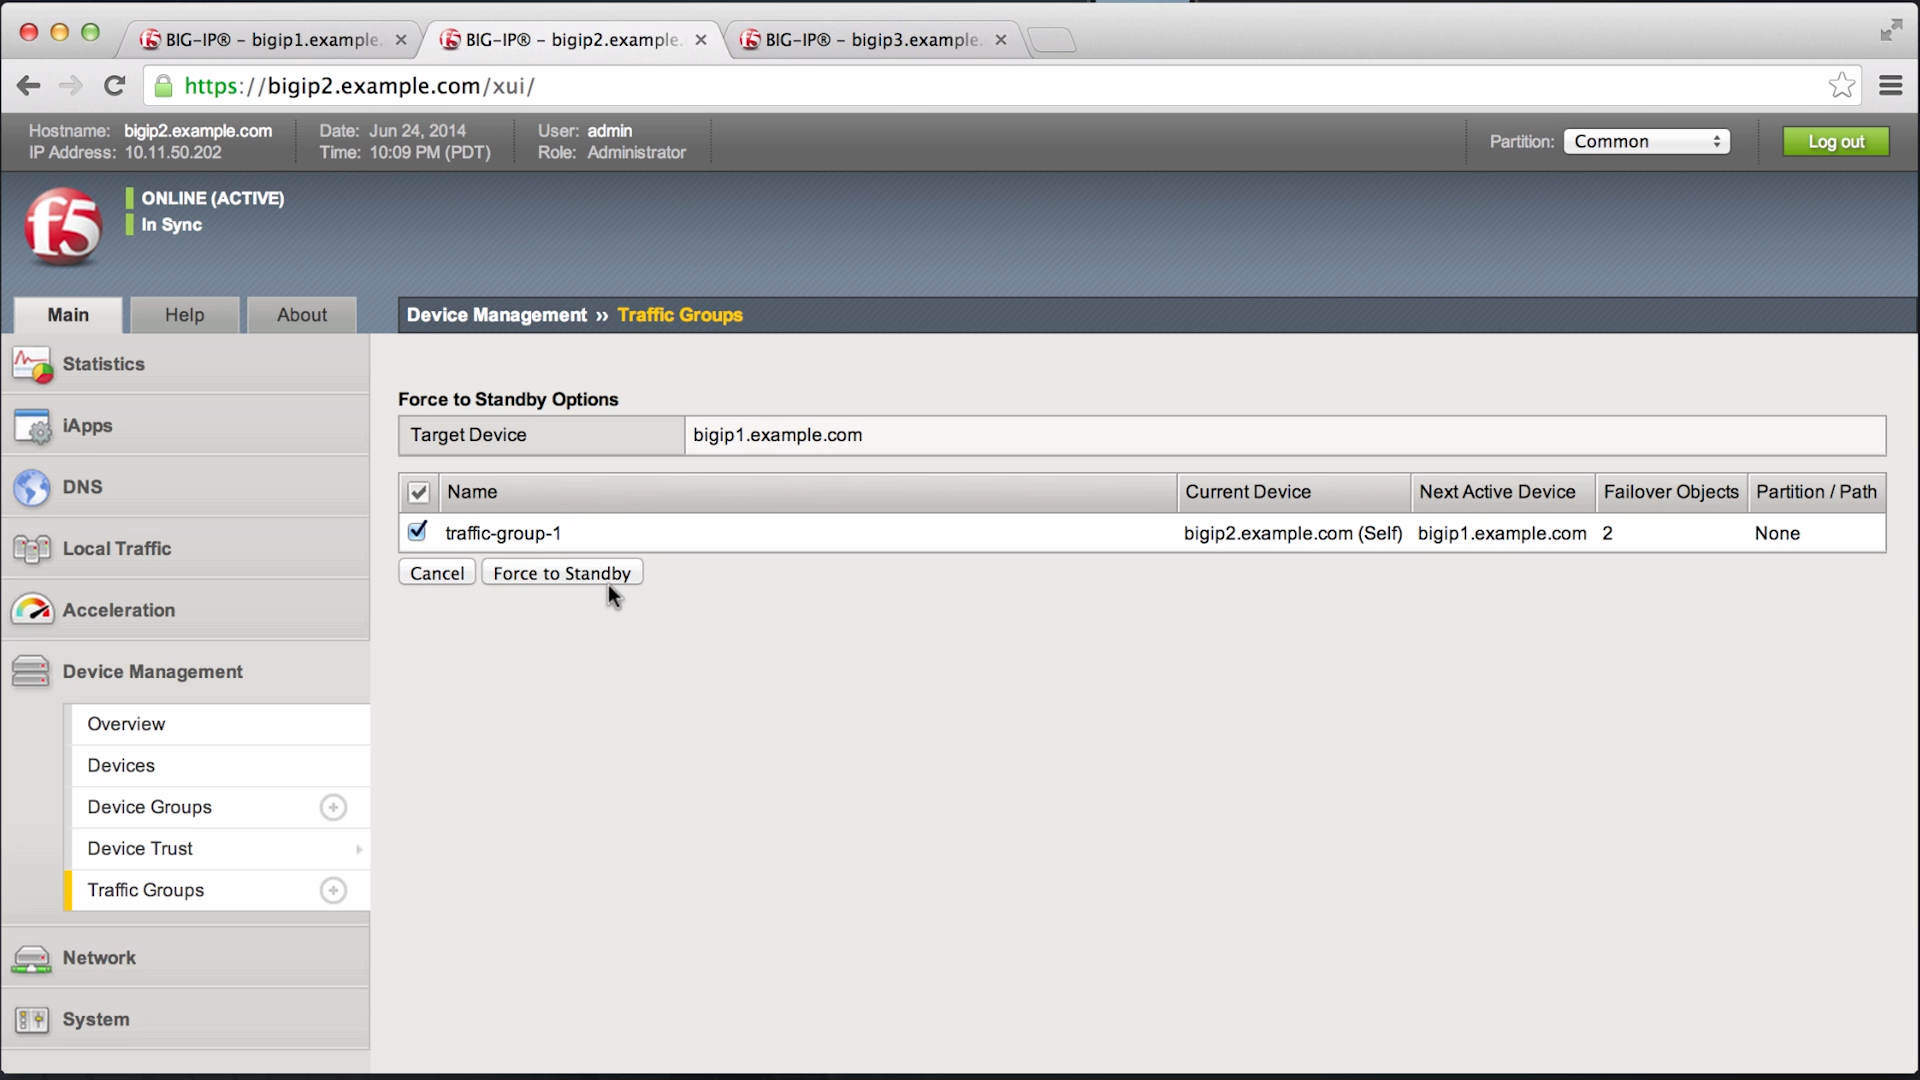 BIG-IP® – bigip1.example.
BIG-IP® – bigip2.example.
BIG-IP® – bigip3.example.
https://bigip2.example.com/xui/
Hostname: bigip2.example.com
IP Address: 10.11.50.202
Date: Jun 24, 2014
Time: 10:09 PM (PDT)
User: admin
Role: Administrator
Partition: Common
Log out
f5
ONLINE (ACTIVE)
In Sync
Main
Help
About
Device Management ›› Traffic Groups
Statistics
iApps
DNS
Local Traffic
Acceleration
Device Management
Overview
Devices
Device Groups
Device Trust
Traffic Groups
Network
System
Force to Standby Options
Target Device bigip1.example.com
Name Current Device Next Active Device Failover Objects Partition / Path
traffic-group-1 bigip2.example.com (Self) bigip1.example.com 2 None
Cancel Force to Standby